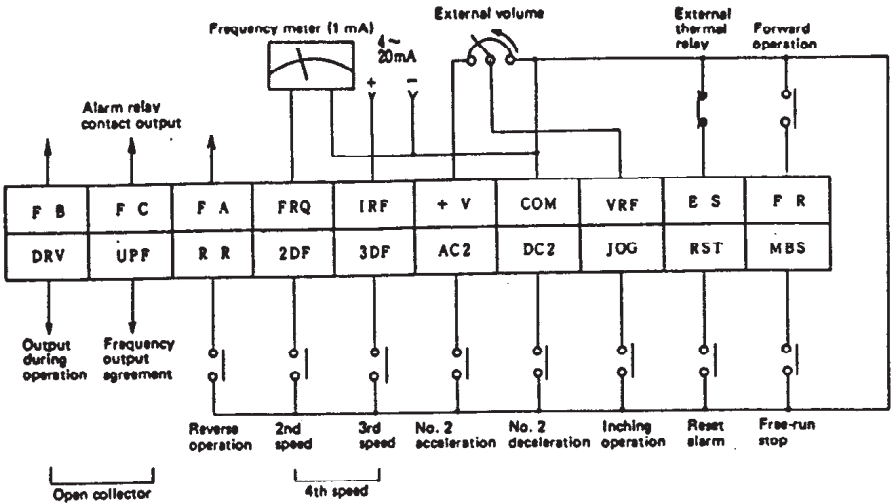 External volume
Frequency meter (1 mA)
4~
20mA
+ −
External
thermal
relay
Forward
operation
Alarm relay
contact output
F B F C F A FRQ IRF + V COM VRF E S F R
DRV UPF R R 2DF 3DF AC2 DC2 JOG RST MBS
Output
during
operation
Frequency
output
agreement
Reverse
operation
2nd
speed
3rd
speed
No. 2
acceleration
No. 2
deceleration
Inching
operation
Reset
alarm
Free-run
stop
Open collector
4th speed